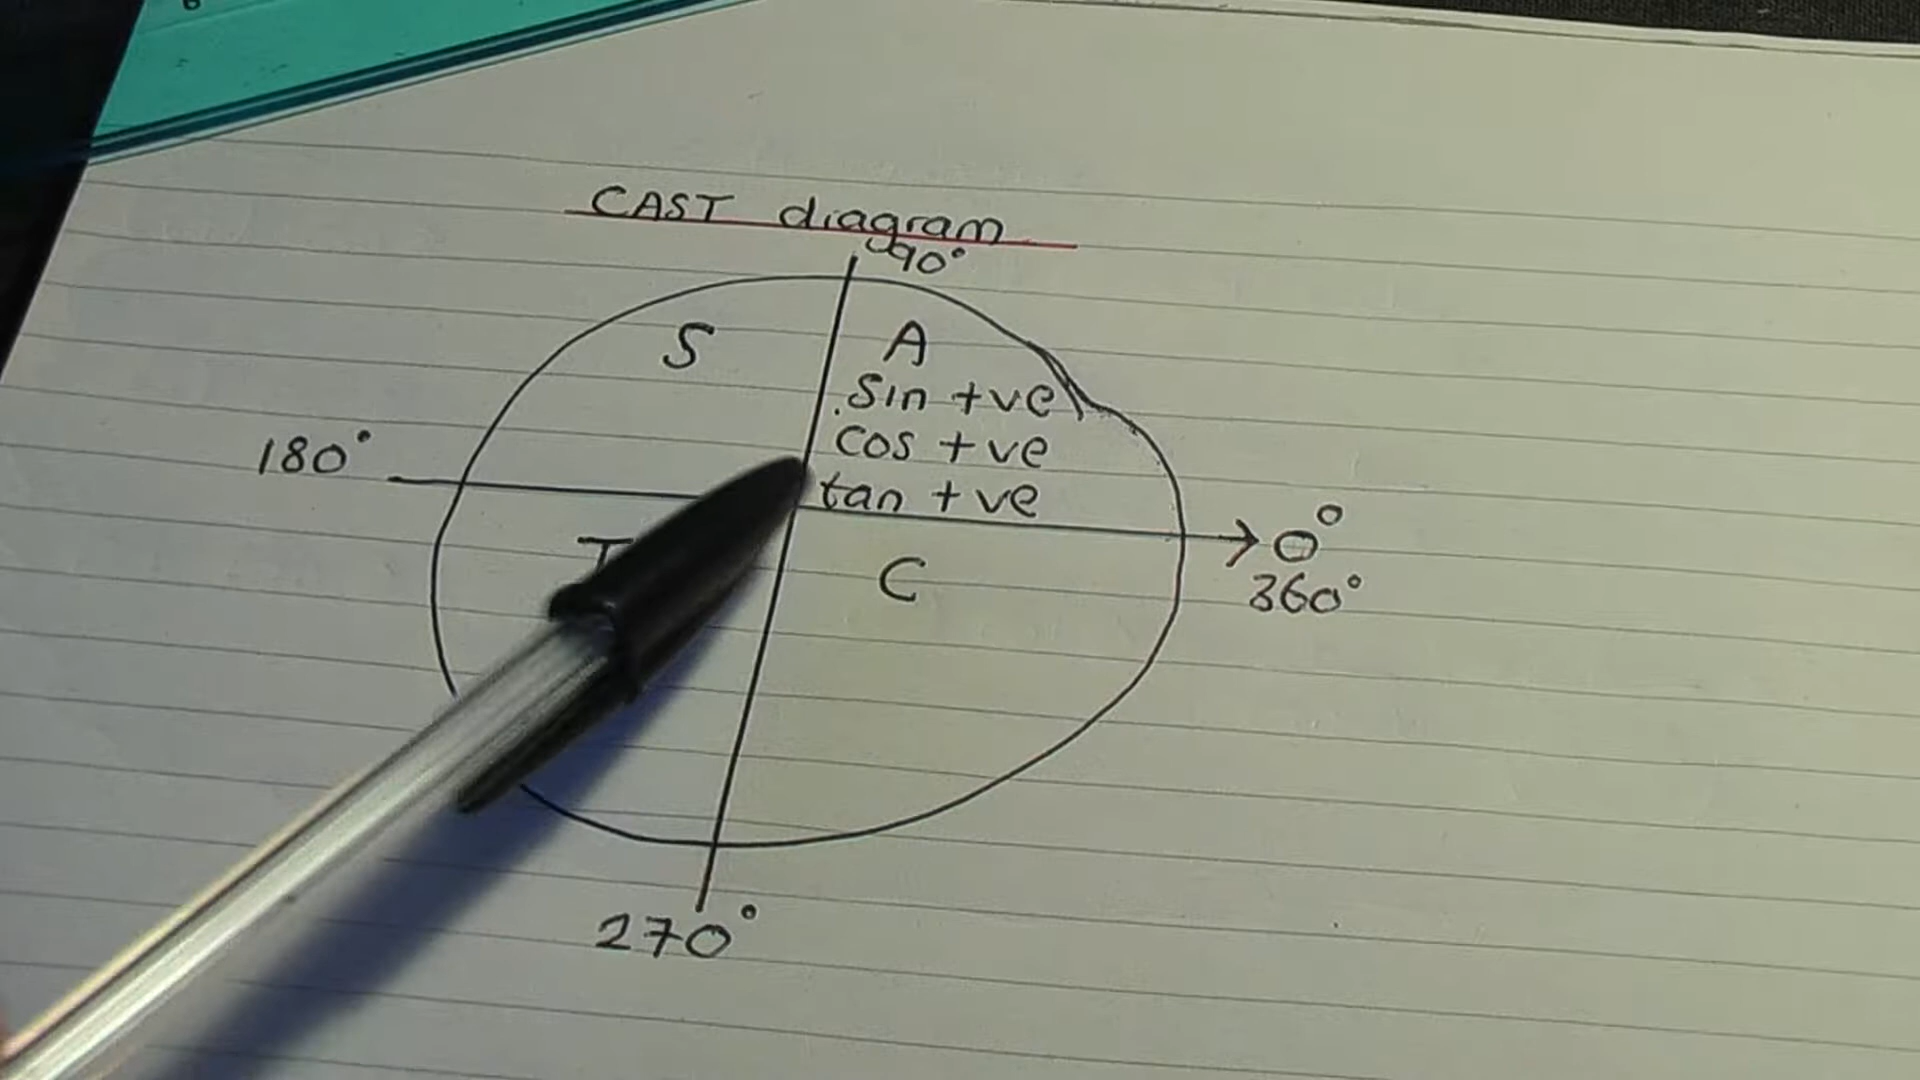 CAST diagram
90°
S
A
Sin +ve
cos +ve
180°
tan +ve
0°
T
C
360°
270°